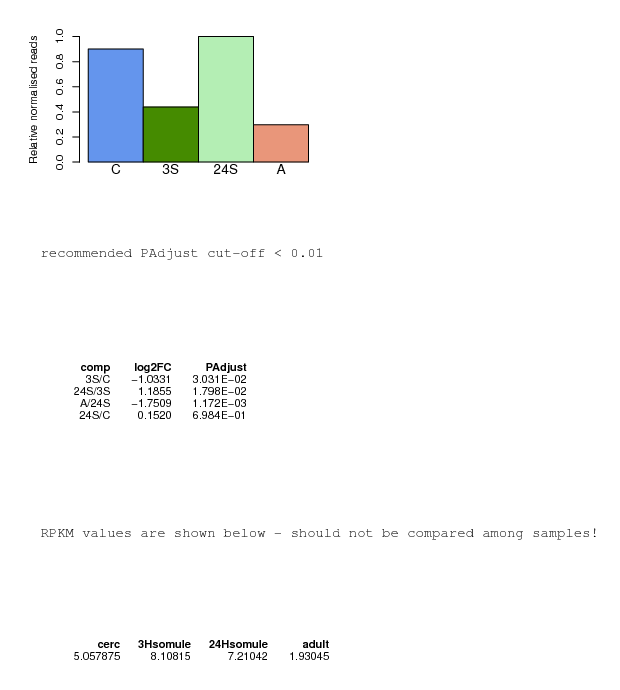 Relative normalised reads
1.0
0.8
0.6
0.4
0.2
0.0
C 3S 24S A
recommended PAdjust cut-off < 0.01
comp log2FC PAdjust
3S/C −1.0331 3.031E−02
24S/3S 1.1855 1.798E−02
A/24S −1.7509 1.172E−03
24S/C 0.1520 6.984E−01
RPKM values are shown below - should not be compared among samples!
cerc 3Hsomule 24Hsomule adult
5.057875 8.10815 7.21042 1.93045